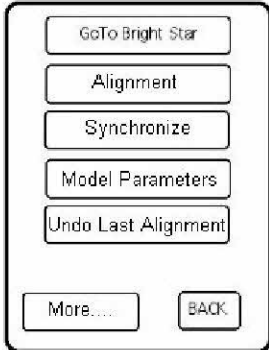 GoTo Bright Star
Alignment
Synchronize
Model Parameters
Undo Last Alignment
More....
BACK